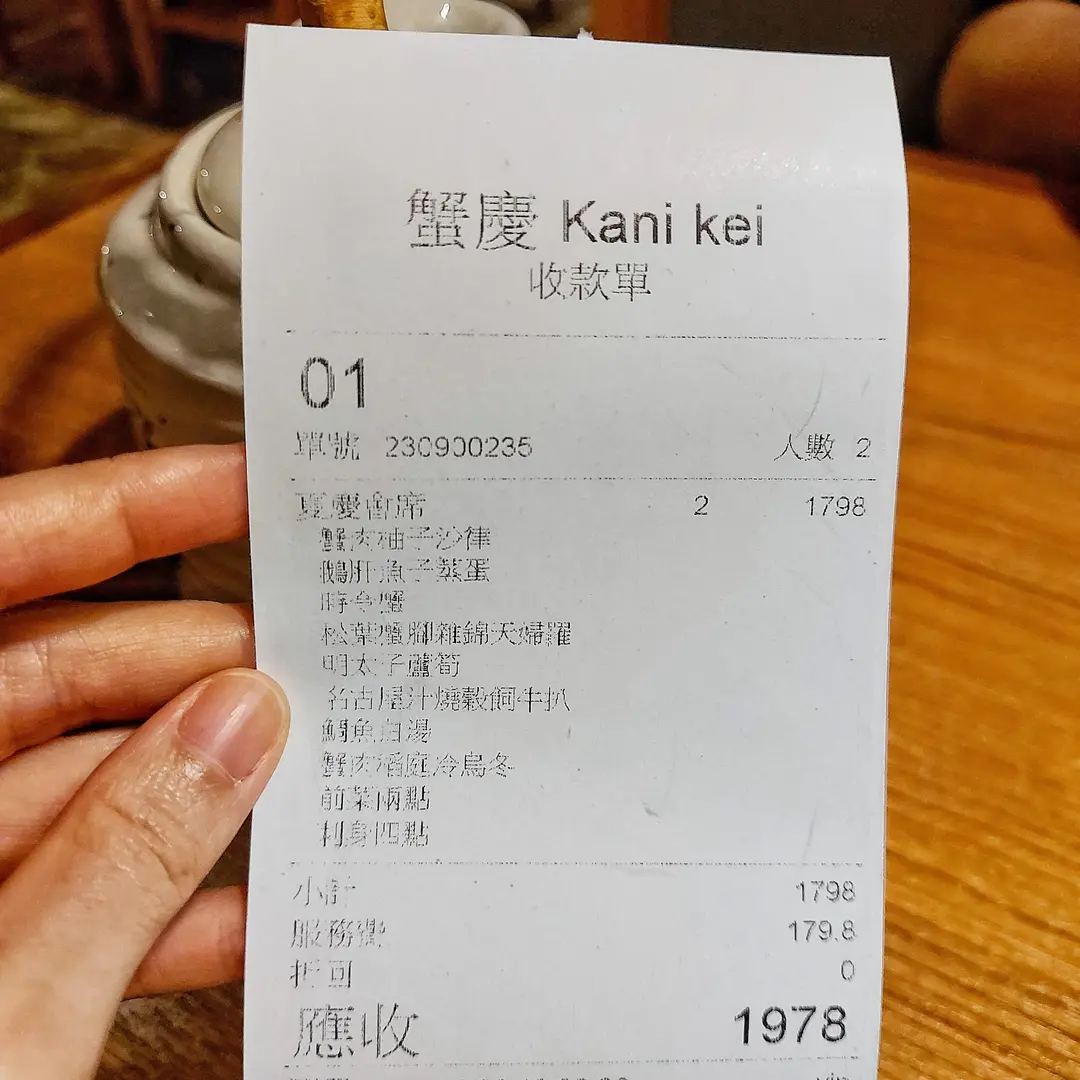 蟹慶 Kani kei
收款單
01
單號 230900235 人數 2
夏慶會席 2 1798
蟹肉柚子沙律
鵝肝魚子蒸蛋
時令蟹
松葉蟹腳雜錦天婦羅
明太子蘆筍
名古屋汁燒穀飼牛扒
鯛魚白湯
蟹肉稻庭冷烏冬
前菜兩點
刺身四點
小計 1798
服務費 179.8
折回 0
應收 1978